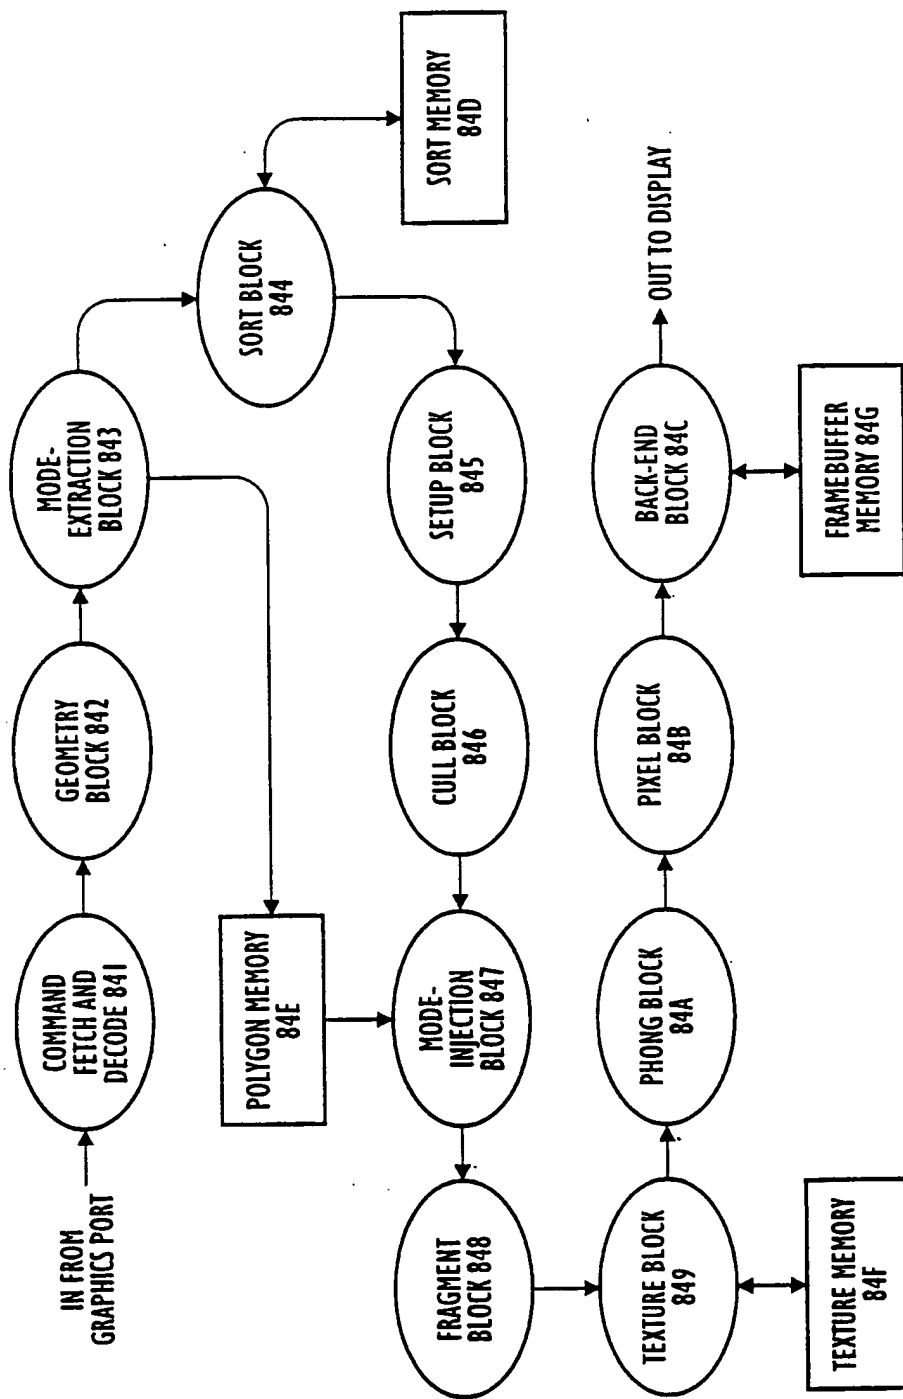 IN FROM
GRAPHICS PORT
COMMAND
FETCH AND
DECODE 841
GEOMETRY
BLOCK 842
MODE-
EXTRACTION
BLOCK 843
SORT BLOCK
844
SORT MEMORY
84D
POLYGON MEMORY
84E
SETUP BLOCK
845
CULL BLOCK
846
MODE-
INJECTION
BLOCK 847
FRAGMENT
BLOCK 848
TEXTURE BLOCK
849
TEXTURE MEMORY
84F
PHONG BLOCK
84A
PIXEL BLOCK
84B
BACK-END
BLOCK 84C
FRAMEBUFFER
MEMORY 84G
OUT TO DISPLAY